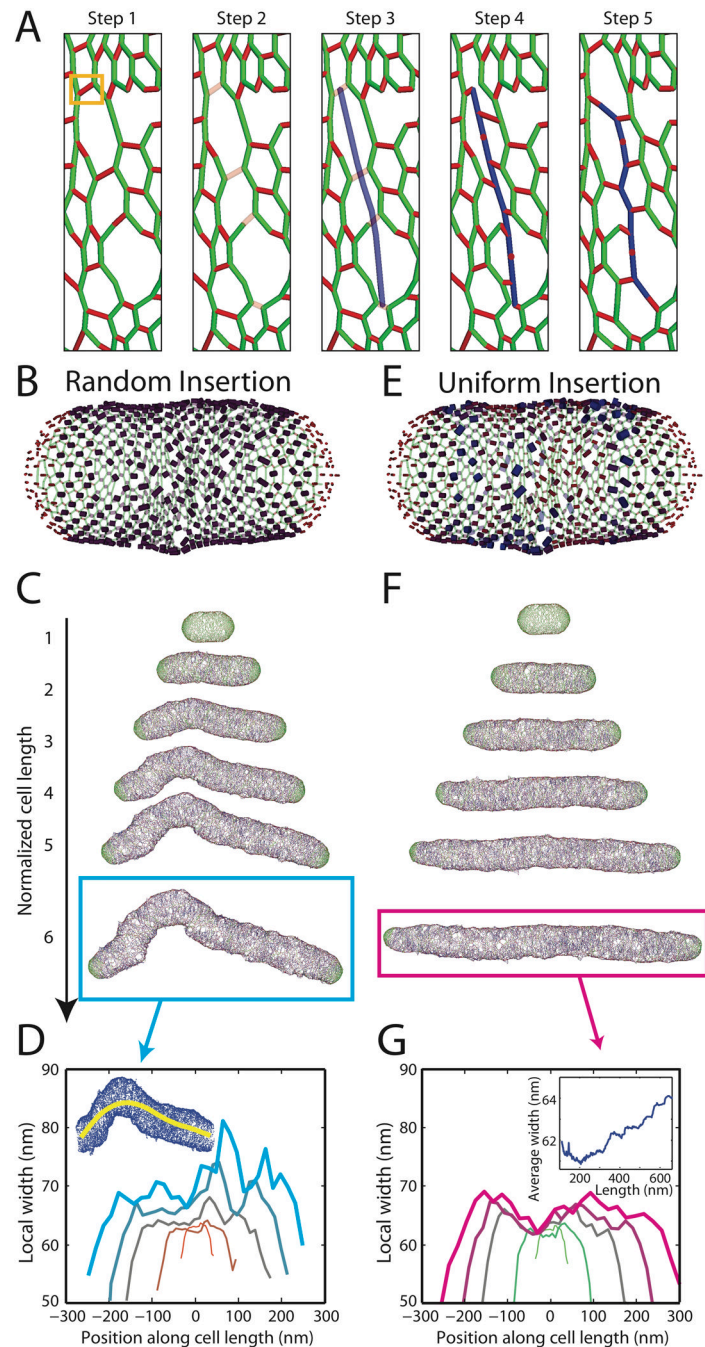 A
Step 1 Step 2 Step 3 Step 4 Step 5
B Random Insertion
E Uniform Insertion
C
F
Normalized cell length
1
2
3
4
5
6
D
90
80
70
60
50
Local width (nm)
−300 −200 −100 0 100 200 300
Position along cell length (nm)
G
90
80
70
60
50
Local width (nm)
Average width (nm)
64
62
200 400 600
Length (nm)
−300 −200 −100 0 100 200 300
Position along cell length (nm)